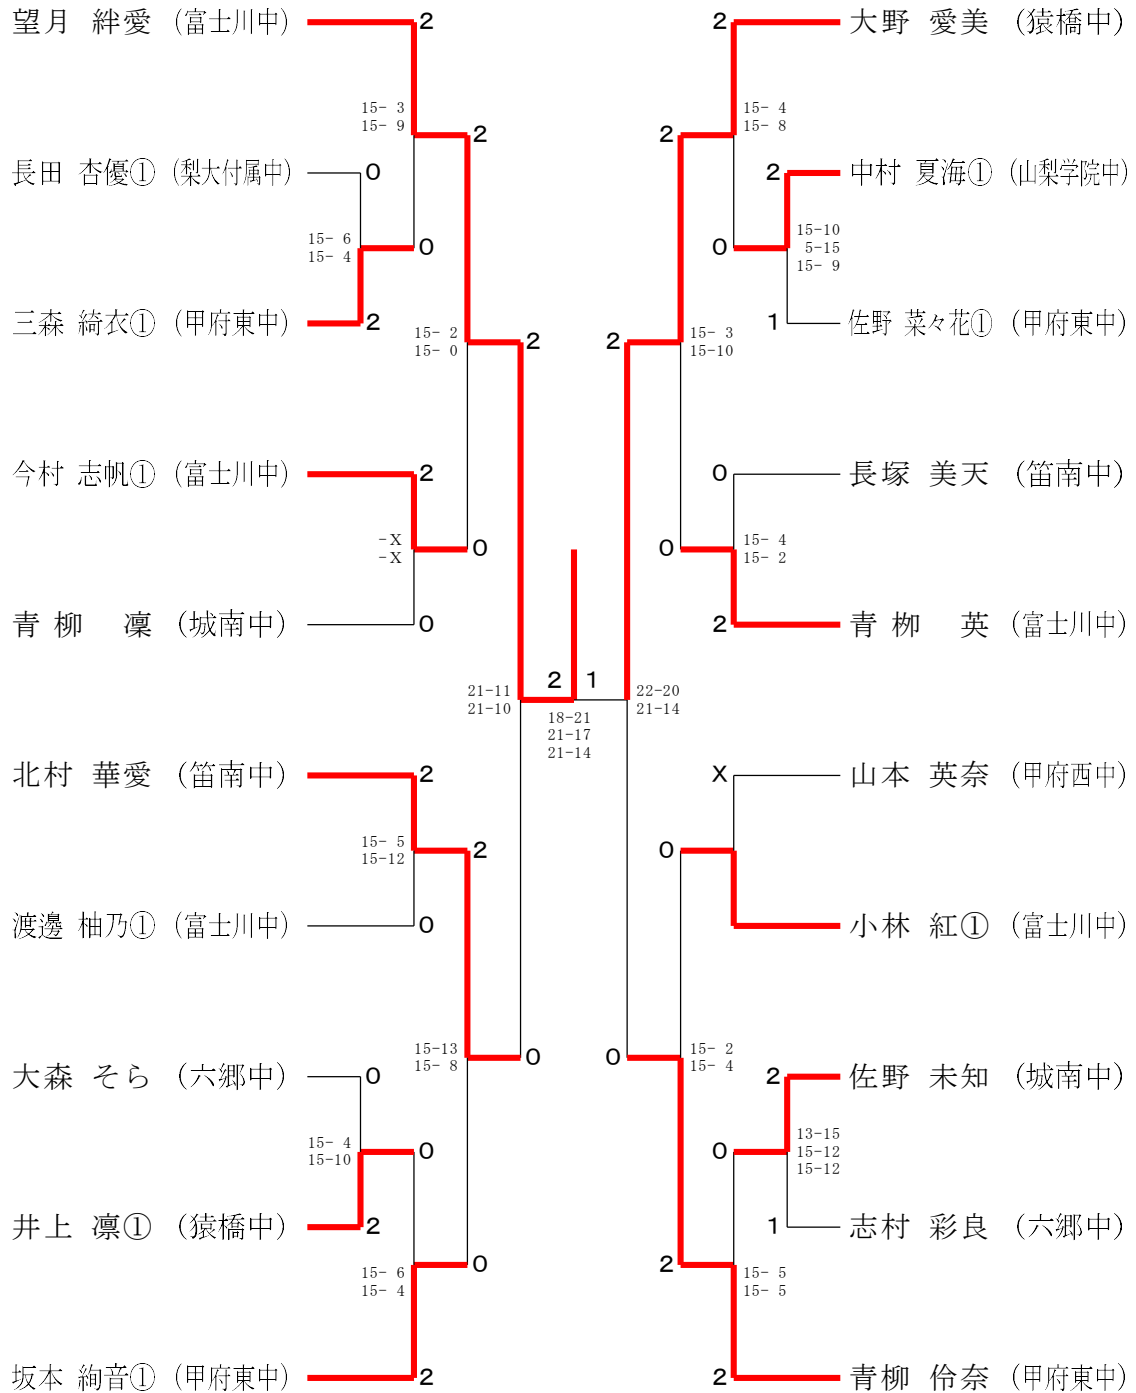 望月 絆愛 (富士川中) 2
15- 3
15- 9
2
長田 杏優① (梨大付属中) 0
15- 6
15- 4
0
三森 綺衣① (甲府東中) 2
15- 2
15- 0
2
今村 志帆① (富士川中) 2
-X
-X
0
青柳 凜 (城南中) 0
21-11
21-10
北村 華愛 (笛南中) 2
15- 5
15-12
2
渡邊 柚乃① (富士川中) 0
15-13
15- 8
0
大森 そら (六郷中) 0
15- 4
15-10
0
井上 凛① (猿橋中) 2
15- 6
15- 4
0
坂本 絢音① (甲府東中) 2
2 1
18-21
21-17
21-14
2 大野 愛美 (猿橋中)
15- 4
15- 8
2
2 中村 夏海① (山梨学院中)
15-10
5-15
15- 9
0
1 佐野 菜々花① (甲府東中)
15- 3
15-10
2
0 長塚 美天 (笛南中)
15- 4
15- 2
0
2 青栁 英 (富士川中)
22-20
21-14
X 山本 英奈 (甲府西中)
0
小林 紅① (富士川中)
15- 2
15- 4
0
2 佐野 未知 (城南中)
13-15
15-12
15-12
0
1 志村 彩良 (六郷中)
15- 5
15- 5
2
2 青柳 伶奈 (甲府東中)